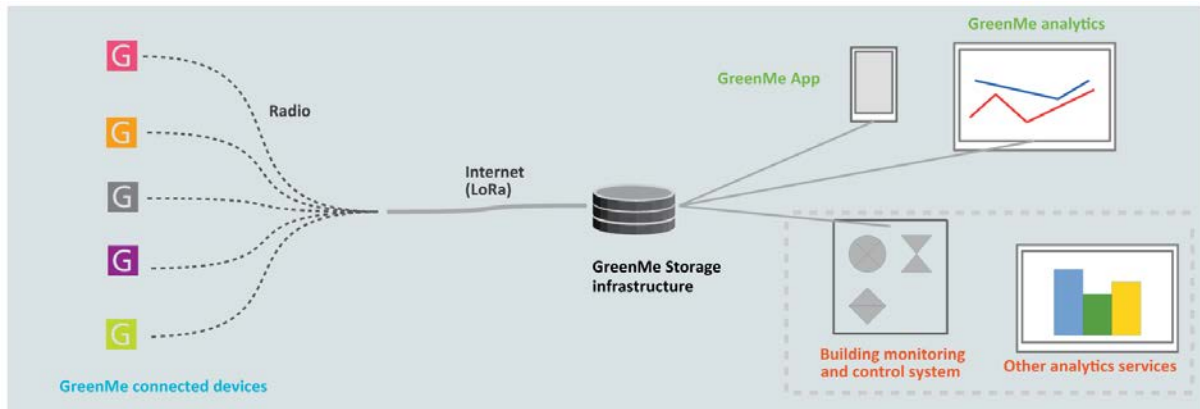 GreenMe analytics
G
GreenMe App
Radio
G
Internet
(LoRa)
G
G
GreenMe Storage
infrastructure
G
Building monitoring
and control system
Other analytics services
GreenMe connected devices